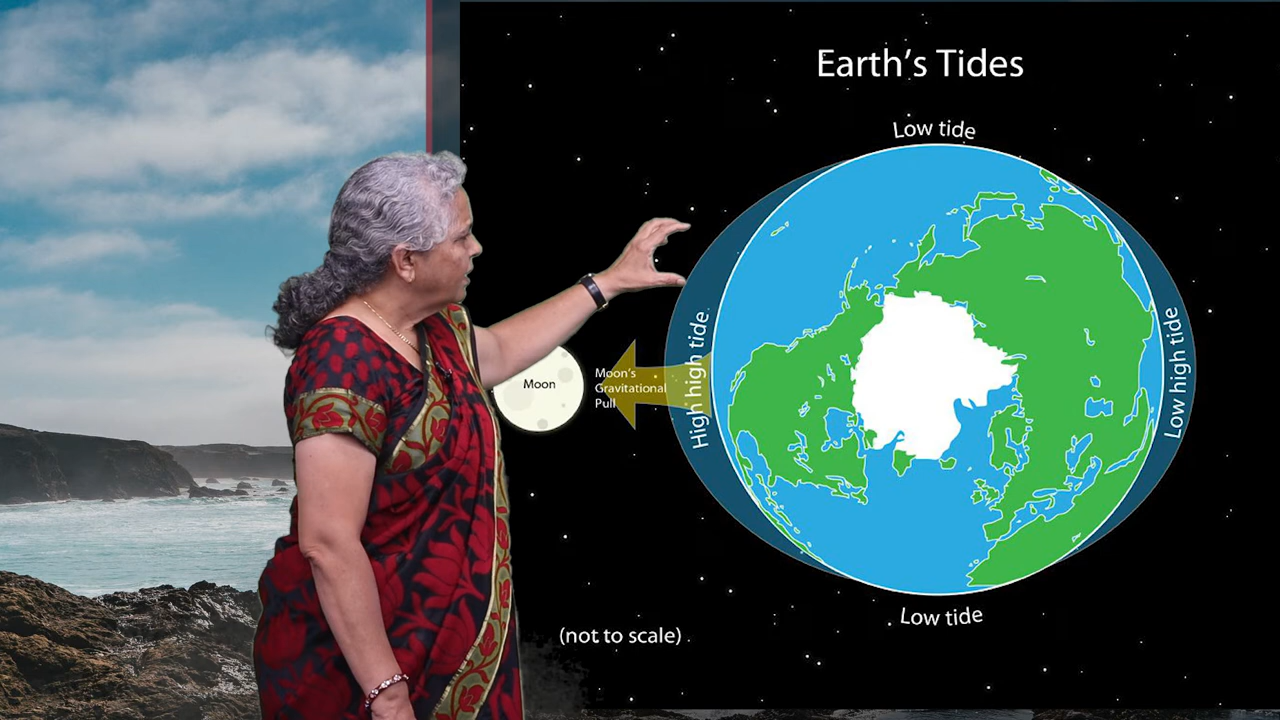 Earth's Tides
Low tide
High high tide
Low high tide
Moon
Moon's
Gravitational
Pull
Low tide
(not to scale)